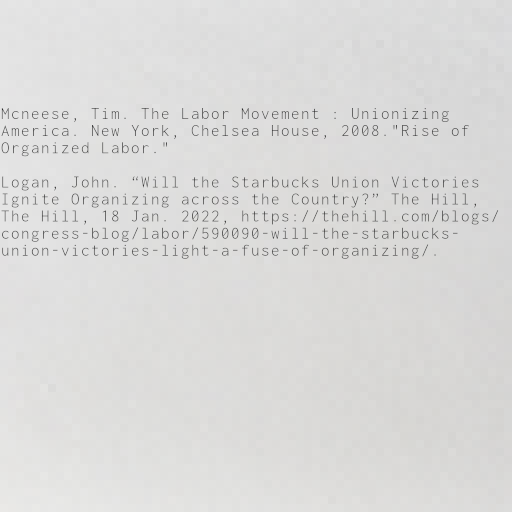 Mcneese, Tim. The Labor Movement : Unionizing
America. New York, Chelsea House, 2008."Rise of
Organized Labor."
Logan, John. “Will the Starbucks Union Victories
Ignite Organizing across the Country?” The Hill,
The Hill, 18 Jan. 2022, https://thehill.com/blogs/
congress-blog/labor/590090-will-the-starbucks-
union-victories-light-a-fuse-of-organizing/.